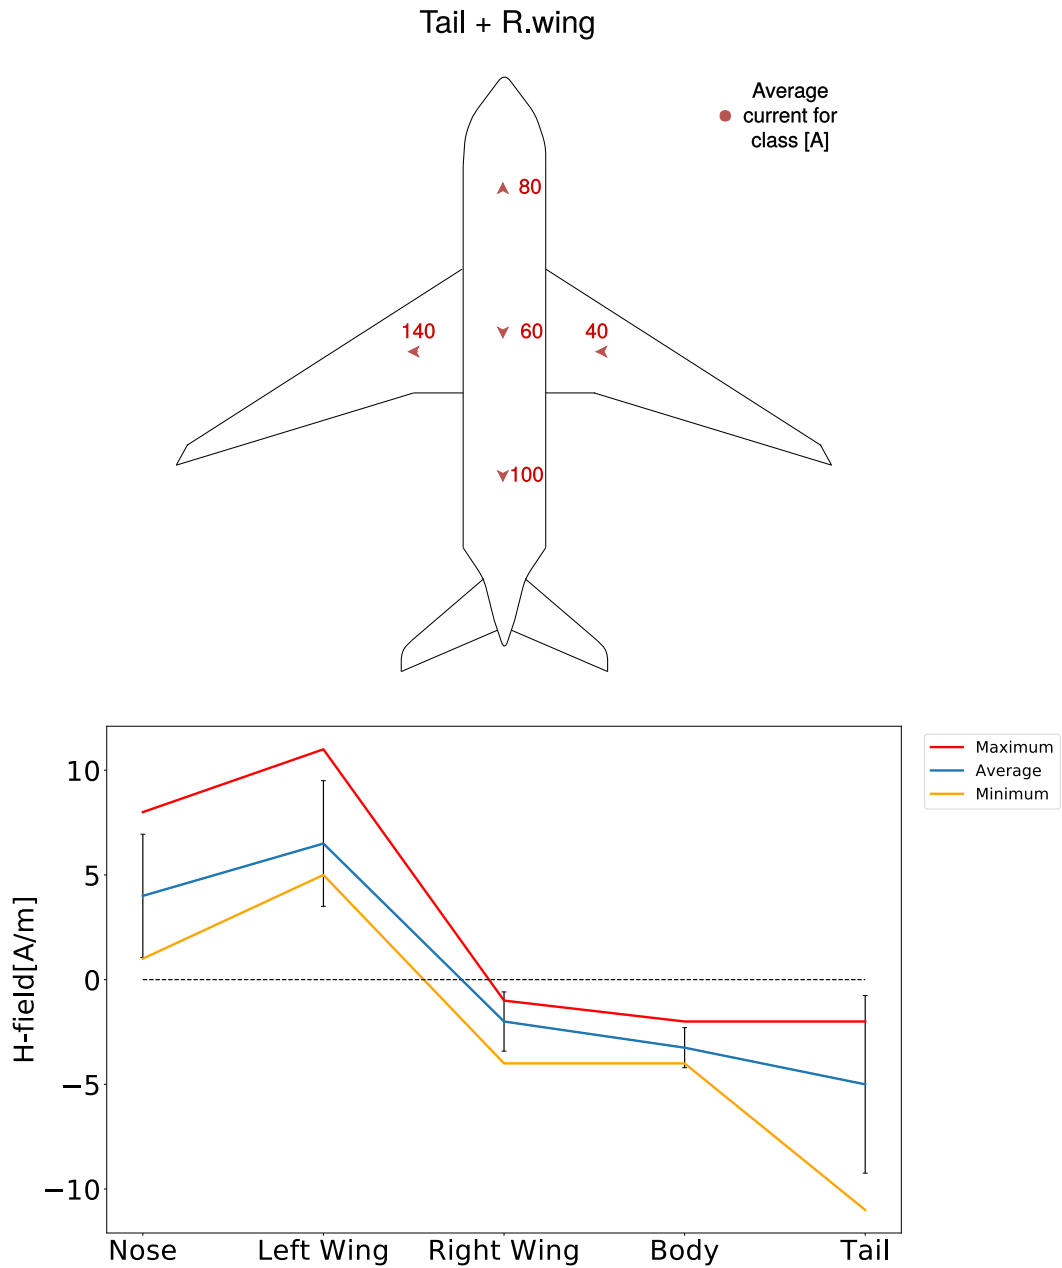 Tail + R.wing
Average
current for
class [A]
80
140
60
40
100
Maximum
Average
Minimum
H-field[A/m]
10
5
0
−5
−10
Nose
Left Wing
Right Wing
Body
Tail